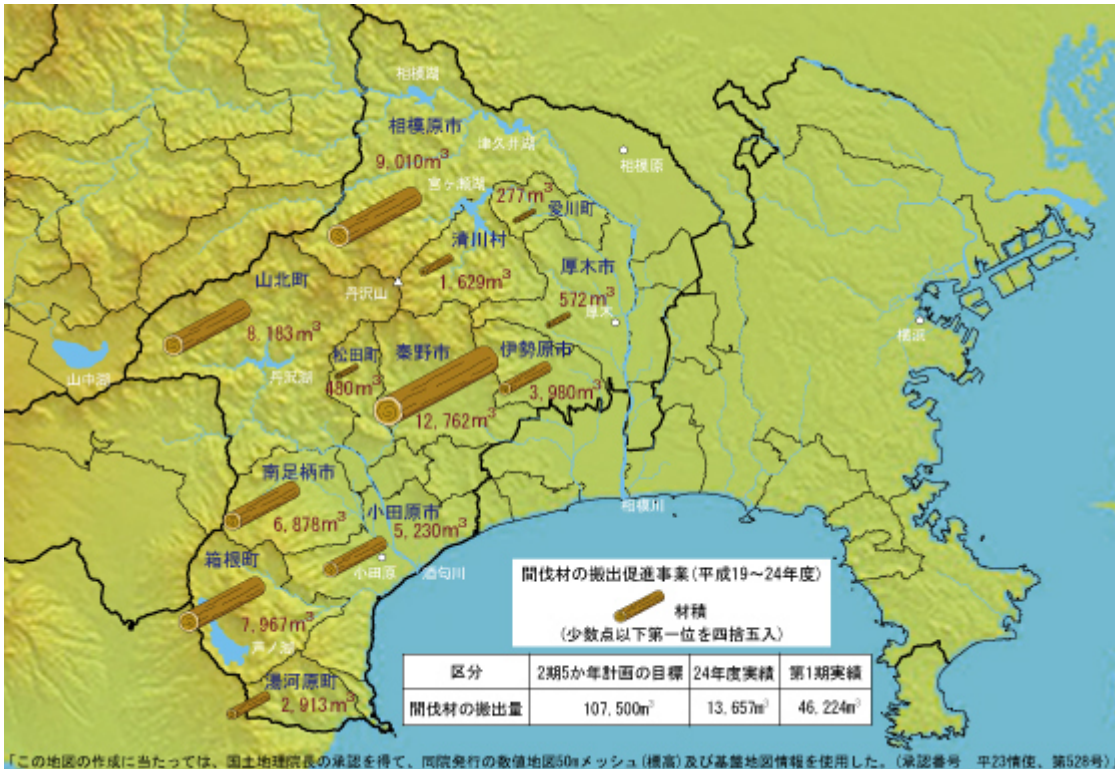 相模湖
相模原市
津久井湖
相模原
9,010m³
宮ヶ瀬湖
277m³
愛川町
清川村
厚木市
山北町
丹沢山
1,629m³
572m³
厚木
8,183m³
松田町
秦野市
伊勢原市
横浜
山中湖
丹沢湖
480m³
3,980m³
12,762m³
南足柄市
小田原市
6,878m³
5,230m³
相模川
箱根町
小田原
酒匂川
7,967m³
芦ノ湖
湯河原町
2,913m³
間伐材の搬出促進事業(平成19～24年度)
材積
(少数点以下第一位を四捨五入)
区分 2期5か年計画の目標 24年度実績 第1期実績
間伐材の搬出量 107,500㎥ 13,657㎥ 46,224㎥
「この地図の作成に当たっては、国土地理院長の承認を得て、同院発行の数値地図50mメッシュ(標高)及び基盤地図情報を使用した。(承認番号 平23情使、第528号)